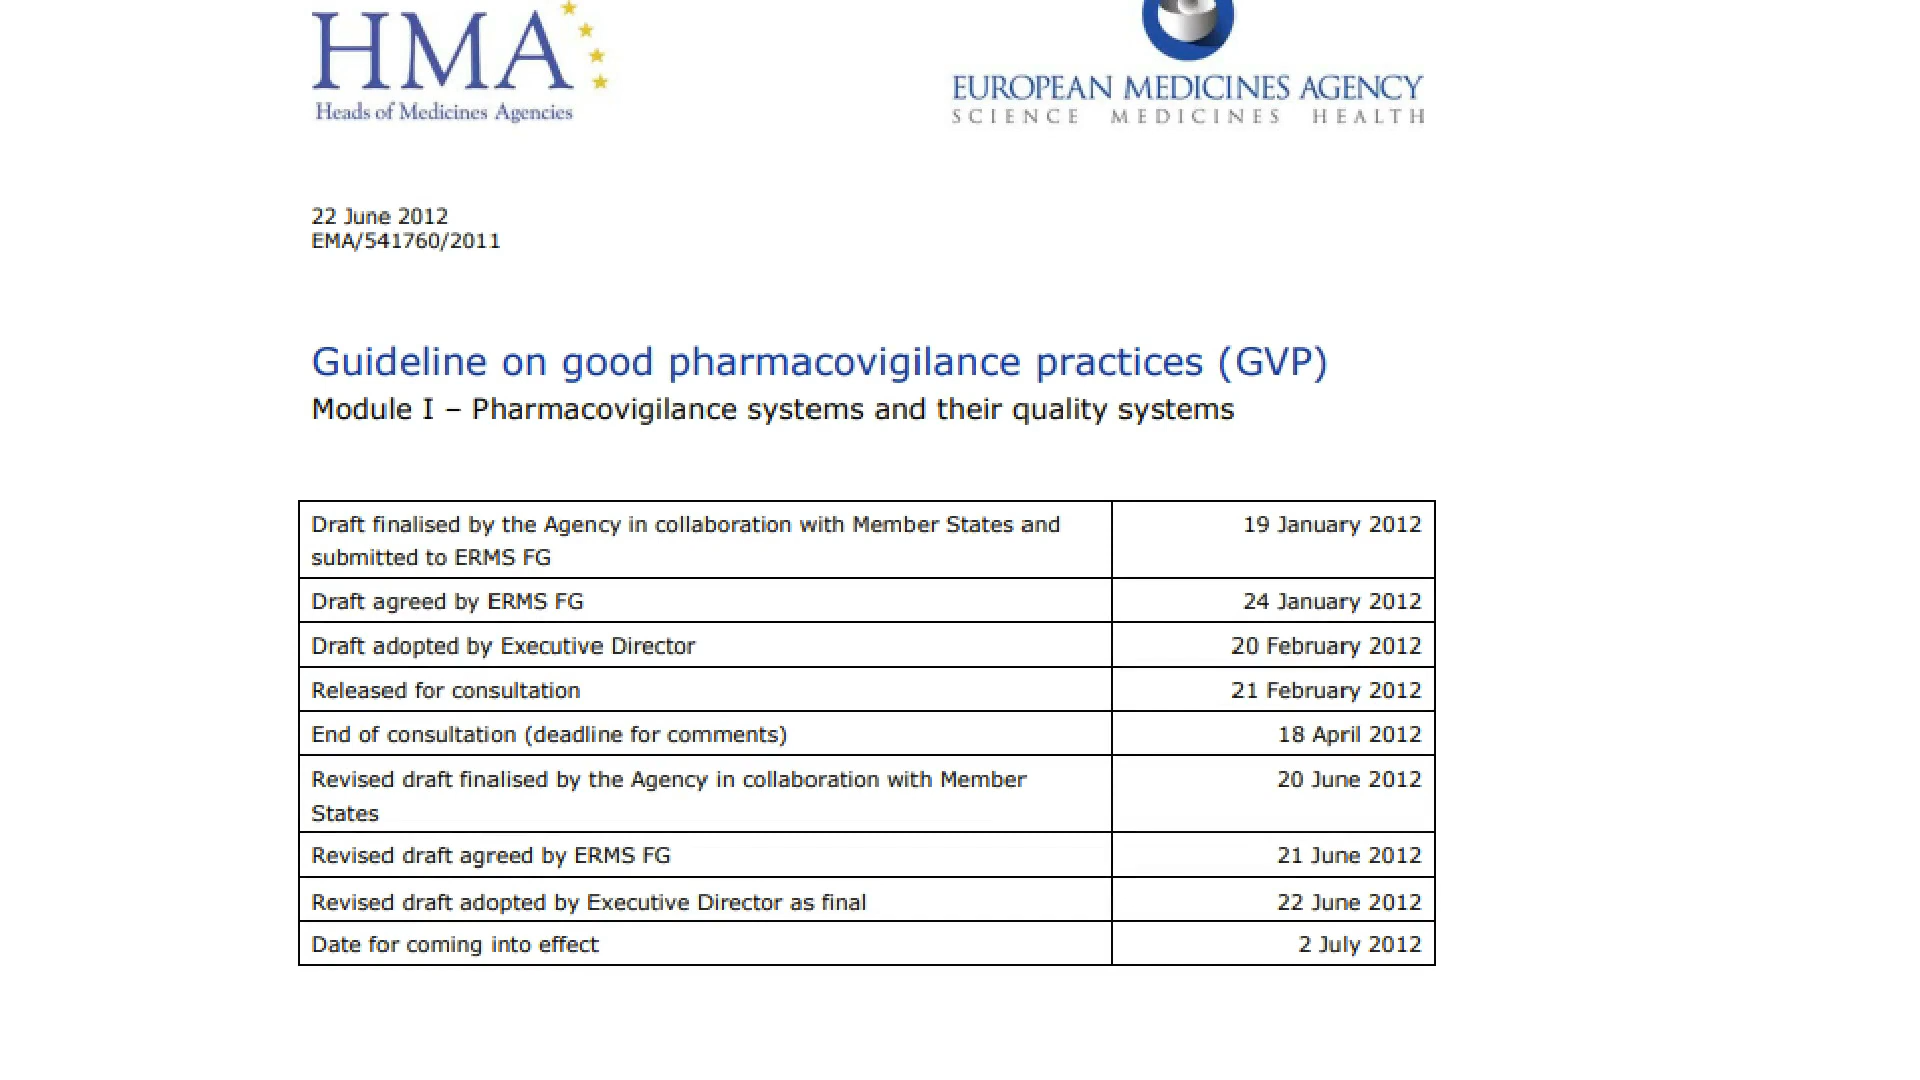 HMA
Heads of Medicines Agencies
EUROPEAN MEDICINES AGENCY
SCIENCE MEDICINES HEALTH
22 June 2012
EMA/541760/2011
Guideline on good pharmacovigilance practices (GVP)
Module I – Pharmacovigilance systems and their quality systems
Draft finalised by the Agency in collaboration with Member States and 19 January 2012
submitted to ERMS FG
Draft agreed by ERMS FG 24 January 2012
Draft adopted by Executive Director 20 February 2012
Released for consultation 21 February 2012
End of consultation (deadline for comments) 18 April 2012
Revised draft finalised by the Agency in collaboration with Member 20 June 2012
States
Revised draft agreed by ERMS FG 21 June 2012
Revised draft adopted by Executive Director as final 22 June 2012
Date for coming into effect 2 July 2012